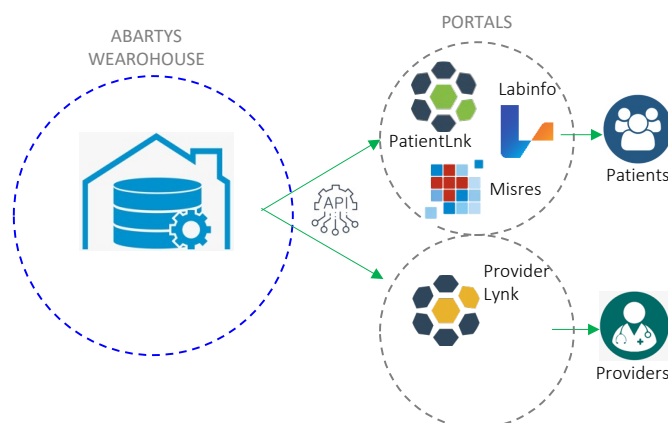 ABARTYS
WEAROHOUSE
PORTALS
Labinfo
PatientLnk
Misres
API
Patients
Provider
Lynk
Providers